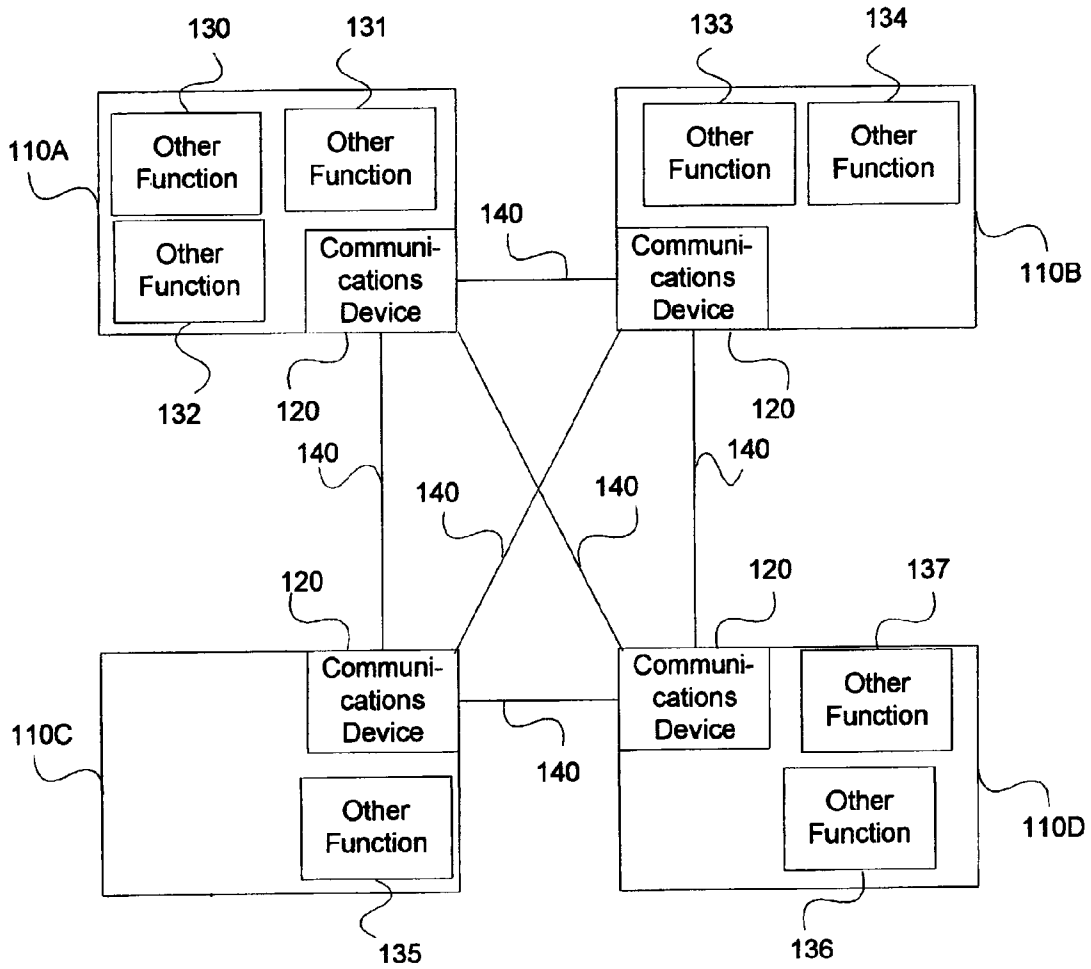 130
131
133
134
110A
Other
Function
Other
Function
Other
Function
Other
Function
Other
Function
140
110B
Communi-
cations
Device
Communi-
cations
Device
132
120
120
140
140
140
140
120
120
137
110C
Communi-
cations
Device
Communi-
cations
Device
Other
Function
140
110D
Other
Function
Other
Function
135
136